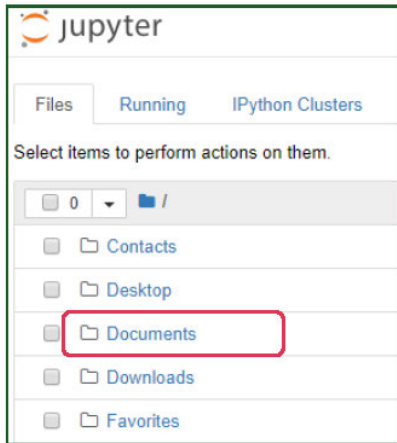 jupyter
Files Running IPython Clusters
Select items to perform actions on them.
0 /
Contacts
Desktop
Documents
Downloads
Favorites